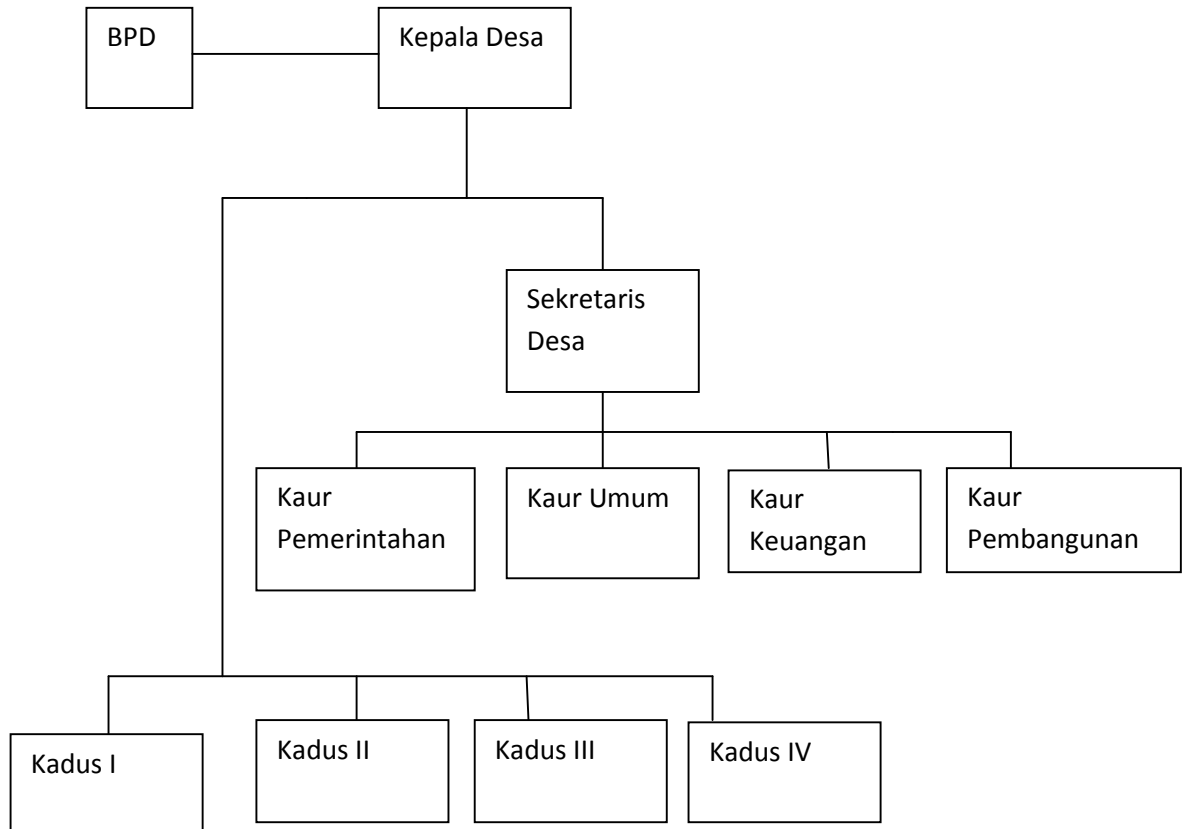 BPD
Kepala Desa
Sekretaris
Desa
Kaur
Pemerintahan
Kaur Umum
Kaur
Keuangan
Kaur
Pembangunan
Kadus I
Kadus II
Kadus III
Kadus IV